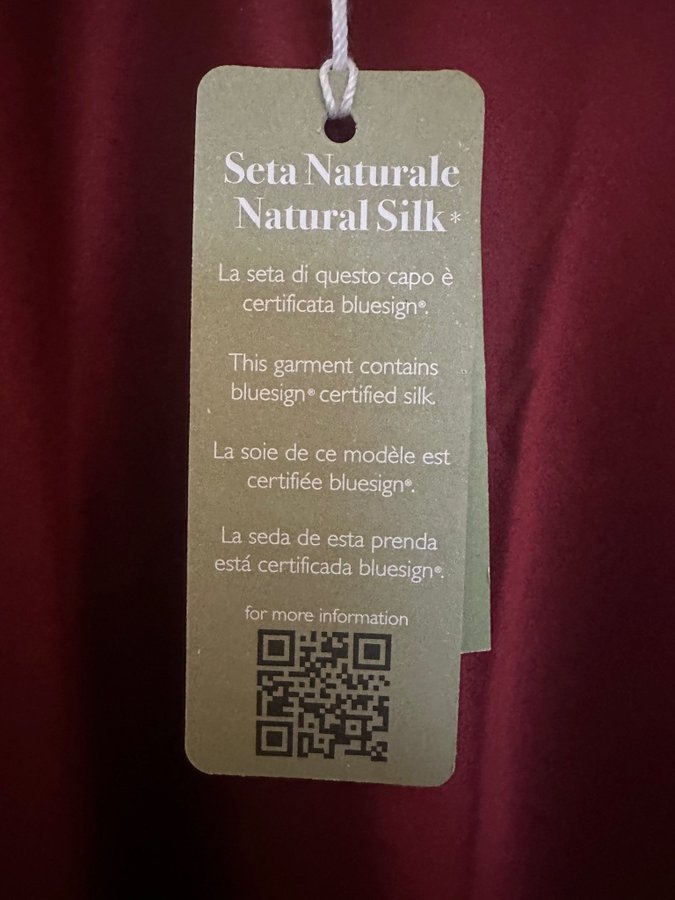 Seta Naturale
Natural Silk*
La seta di questo capo è
certificata bluesign®.
This garment contains
bluesign® certified silk.
La soie de ce modèle est
certifiée bluesign®.
La seda de esta prenda
está certificada bluesign®.
for more information